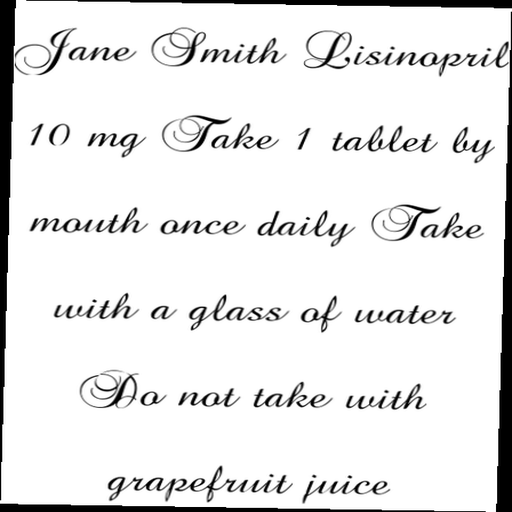 Jane Smith Lisinopril
10 mg Take 1 tablet by
mouth once daily Take
with a glass of water
Do not take with
grapefruit juice